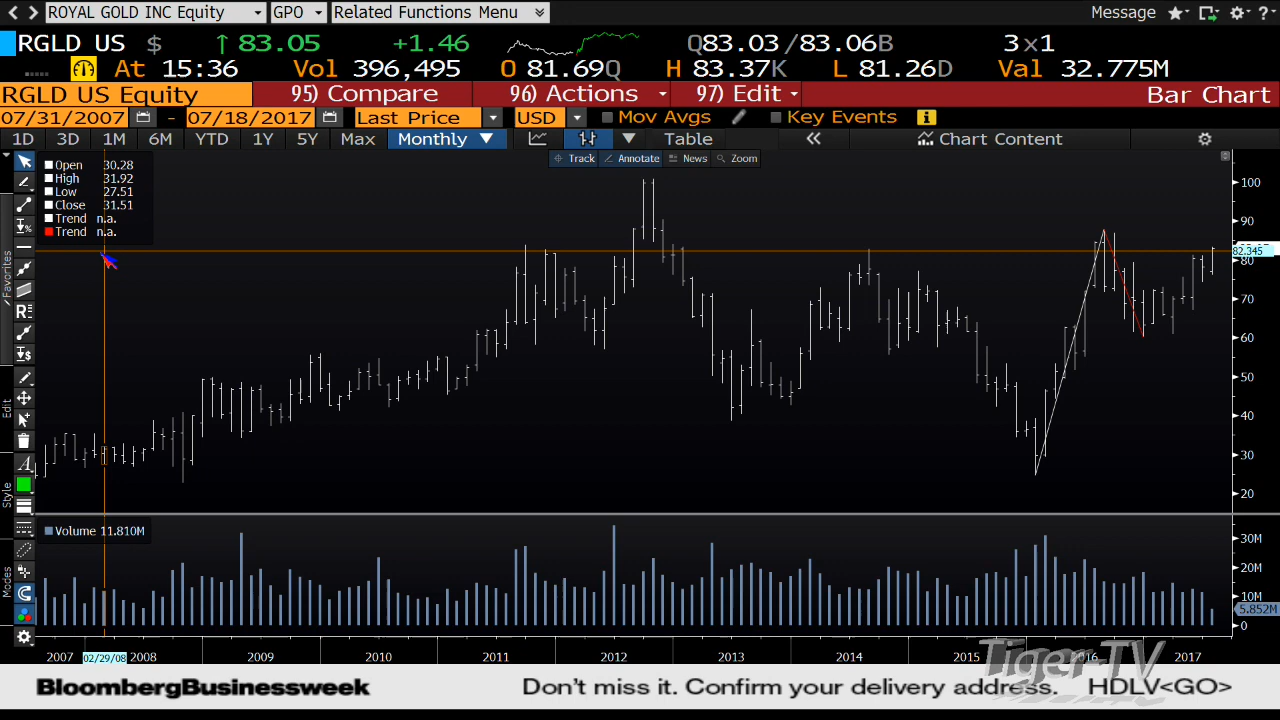 ROYAL GOLD INC Equity GPO Related Functions Menu Message
RGLD US $ ↑ 83.05 +1.46 Q83.03/83.06B 3x1
At 15:36 Vol 396,495 O 81.69Q H 83.37K L 81.26D Val 32.775M
RGLD US Equity 95) Compare 96) Actions 97) Edit Bar Chart
07/31/2007 - 07/18/2017 Last Price USD Mov Avgs Key Events
1D 3D 1M 6M YTD 1Y 5Y Max Monthly ▼ Table « Chart Content
Track Annotate News Zoom
Open 30.28
High 31.92
Low 27.51
Close 31.51
Trend n.a.
Trend n.a.
100
90
82.345
80
70
60
50
40
30
20
Favorites
Edit
Style
Modes
Volume 11.810M
30M
20M
10M
5.852M
0
2007 02/29/08 2008 2009 2010 2011 2012 2013 2014 2015 2016 2017
Tiger-TV
BloombergBusinessweek Don't miss it. Confirm your delivery address. HDLV<GO>